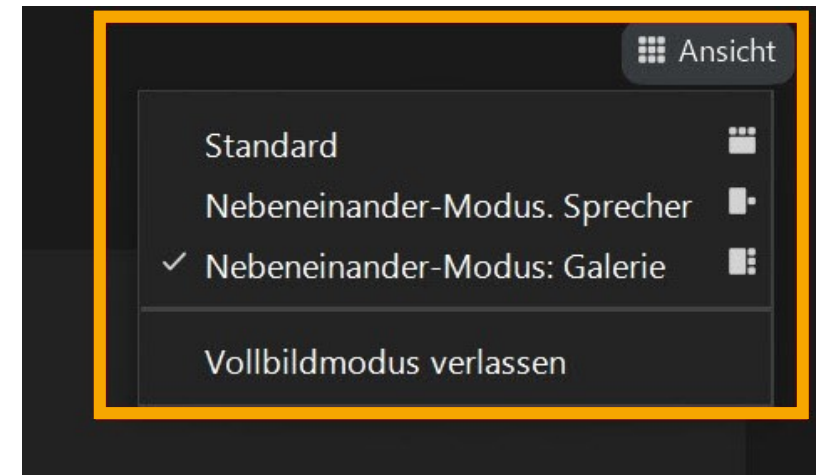 Ansicht
Standard
Nebeneinander-Modus. Sprecher
Nebeneinander-Modus: Galerie
Vollbildmodus verlassen